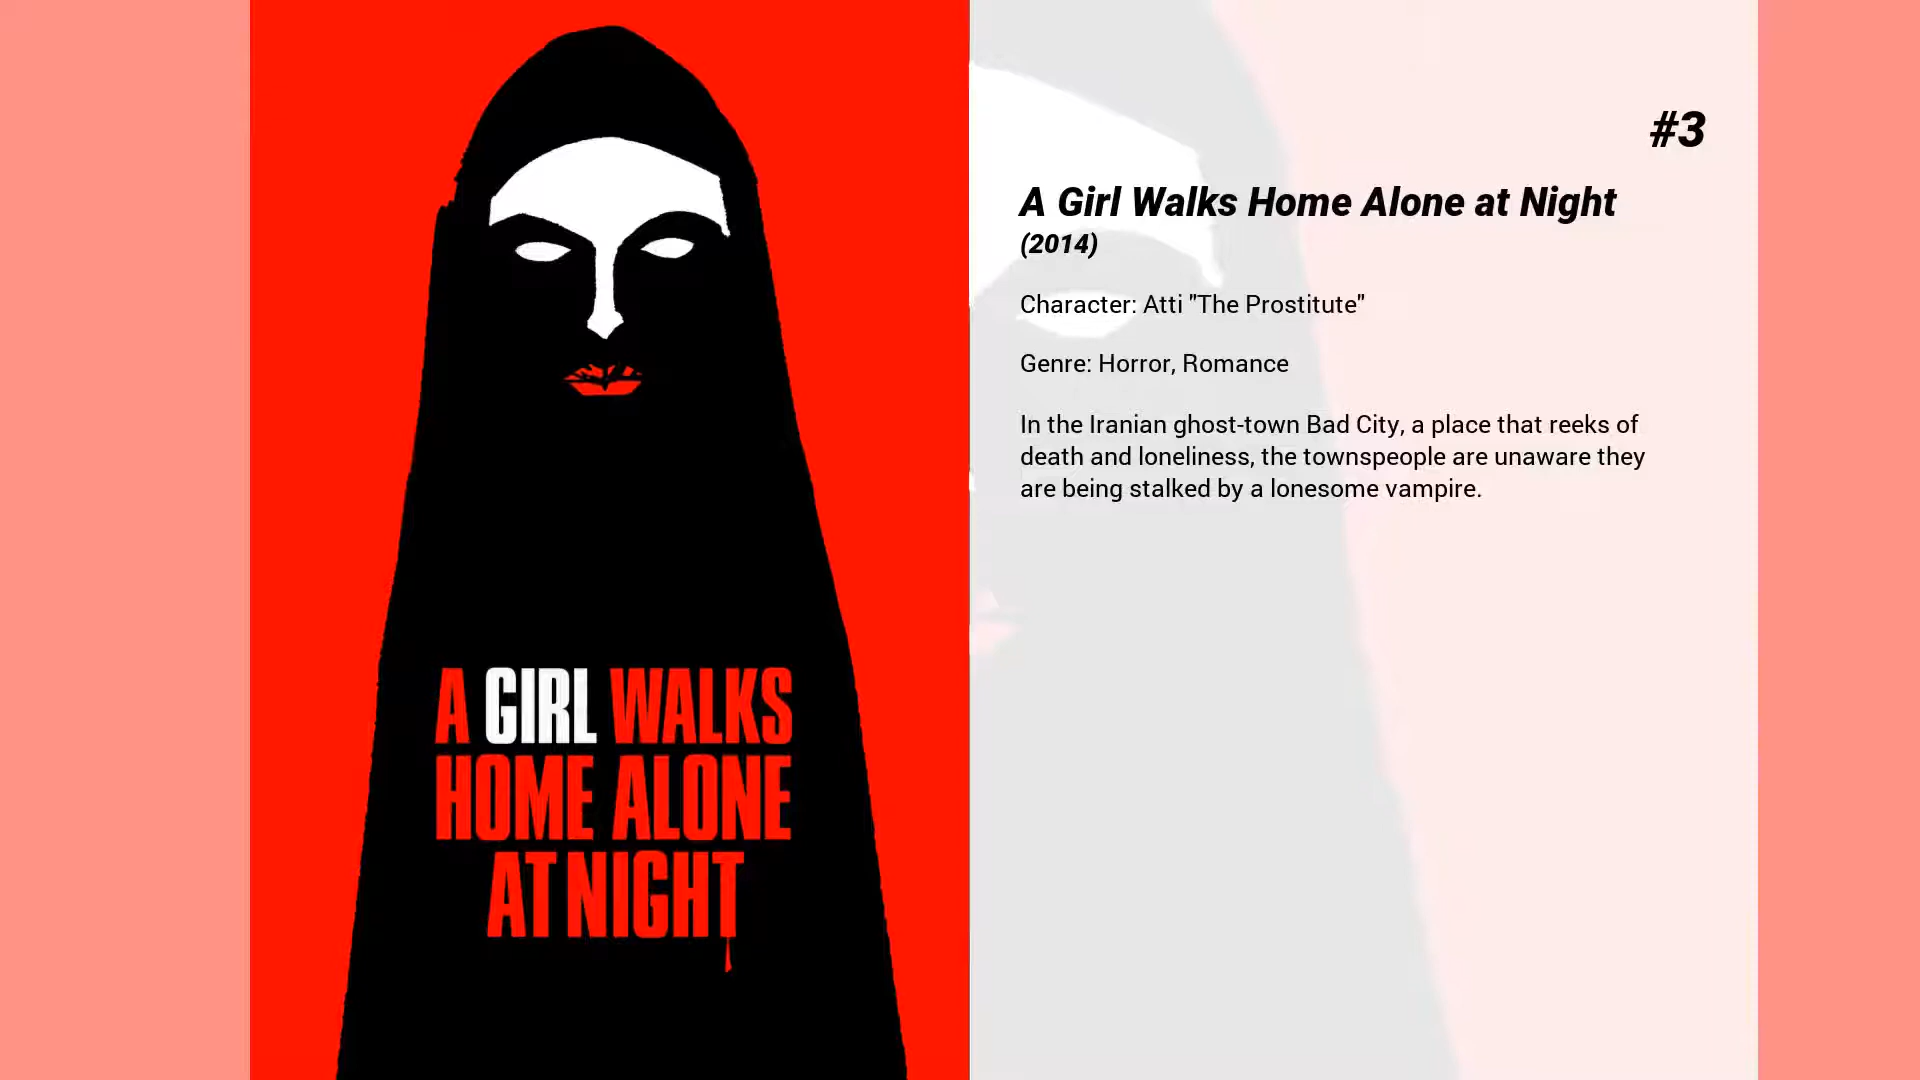 A GIRL WALKS
HOME ALONE
AT NIGHT
#3
A Girl Walks Home Alone at Night
(2014)
Character: Atti "The Prostitute"
Genre: Horror, Romance
In the Iranian ghost-town Bad City, a place that reeks of
death and loneliness, the townspeople are unaware they
are being stalked by a lonesome vampire.